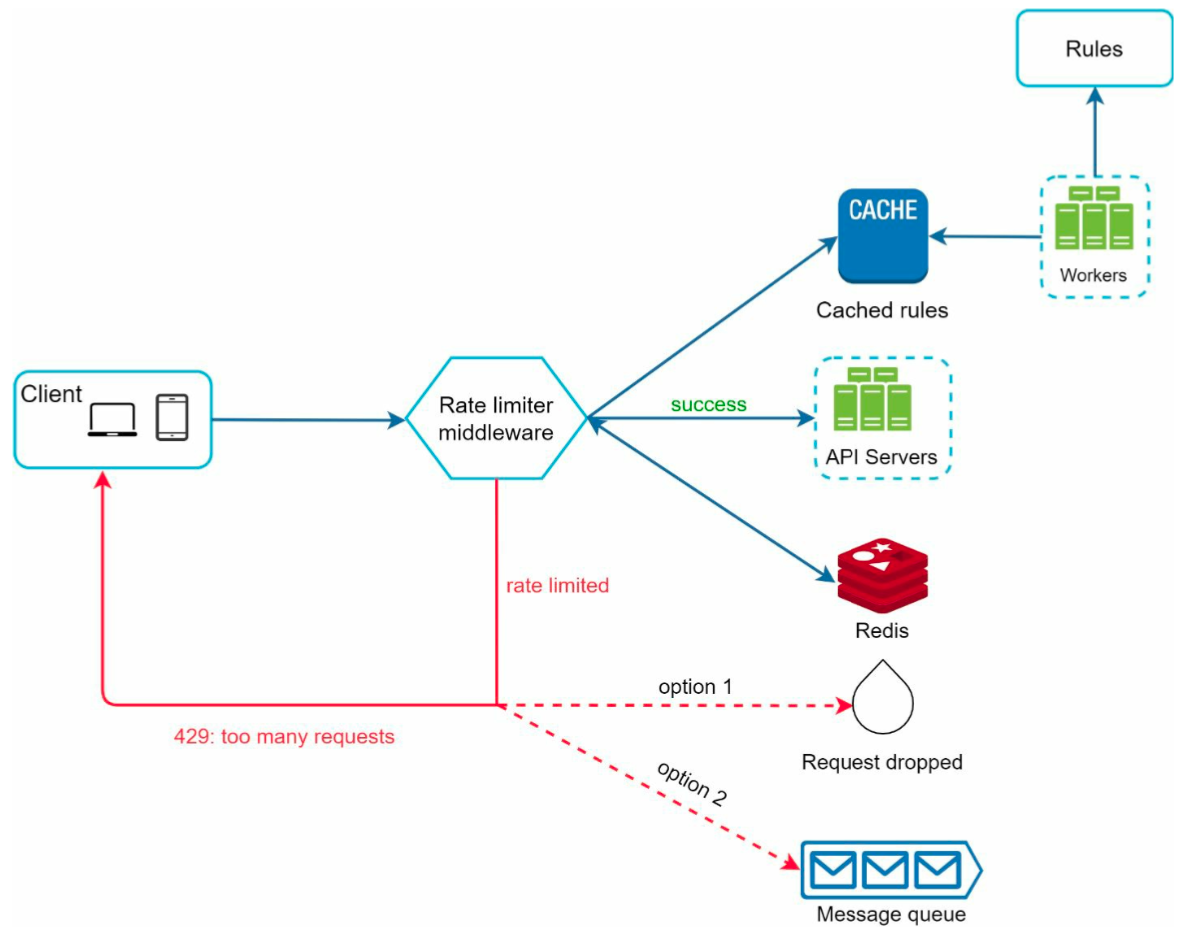 Rules
CACHE
Workers
Cached rules
Client
Rate limiter
middleware
success
API Servers
rate limited
Redis
option 1
429: too many requests
Request dropped
option 2
Message queue